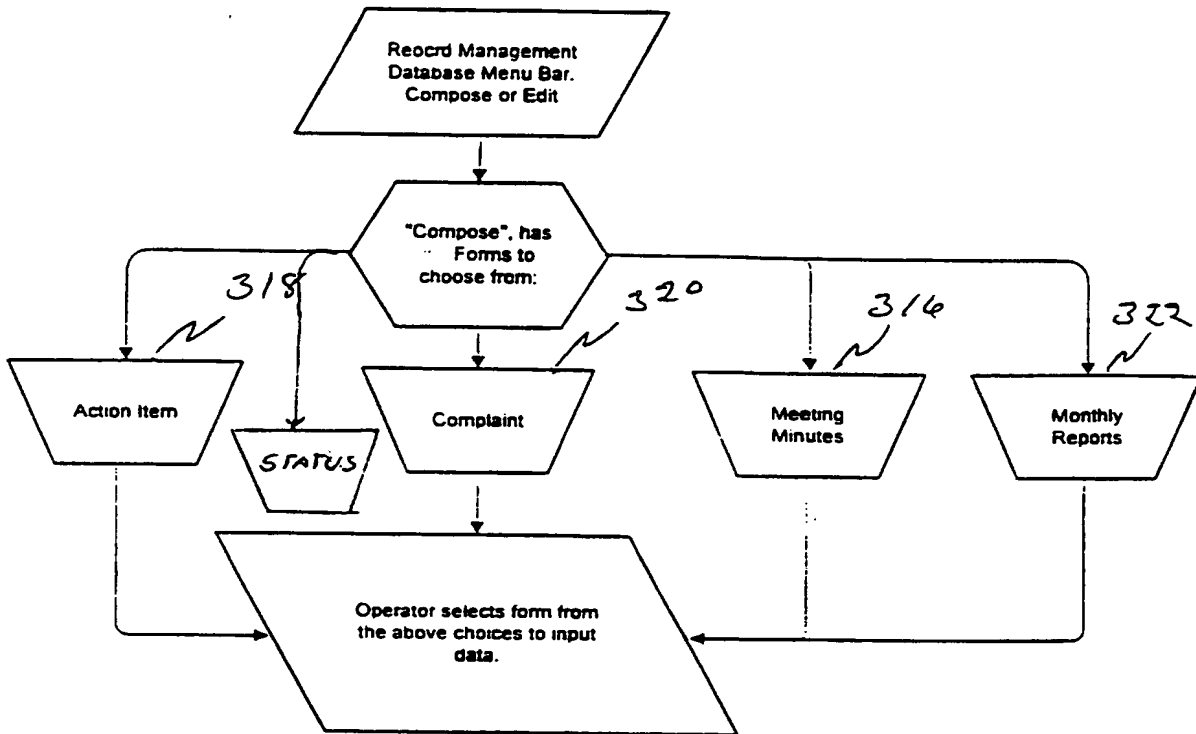 Reocrd Management
Database Menu Bar.
Compose or Edit
"Compose", has
Forms to
choose from:
318
320
316
322
Action Item
STATUS
Complaint
Meeting
Minutes
Monthly
Reports
Operator selects form from
the above choices to input
data.